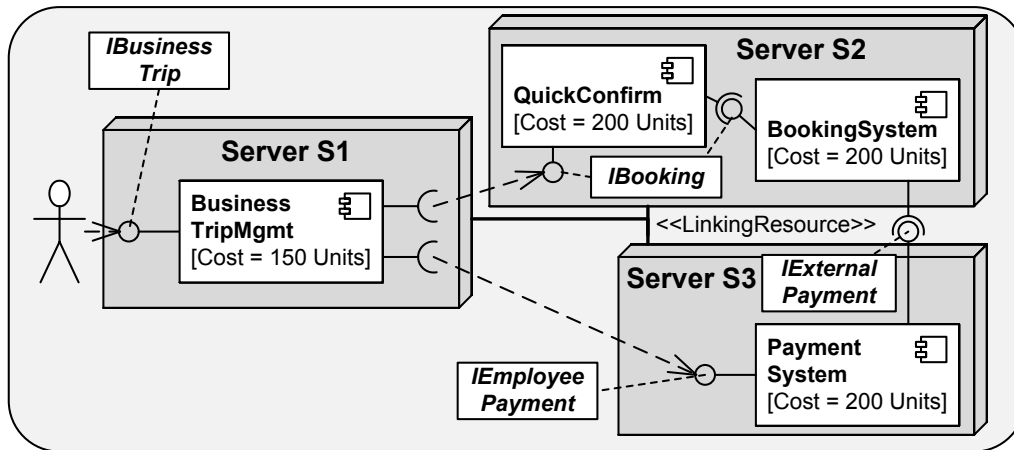 IBusiness
Trip
Server S1
Business
TripMgmt
[Cost = 150 Units]
Server S2
QuickConfirm
[Cost = 200 Units]
BookingSystem
[Cost = 200 Units]
IBooking
<<LinkingResource>>
Server S3
IExternal
Payment
IEmployee
Payment
Payment
System
[Cost = 200 Units]